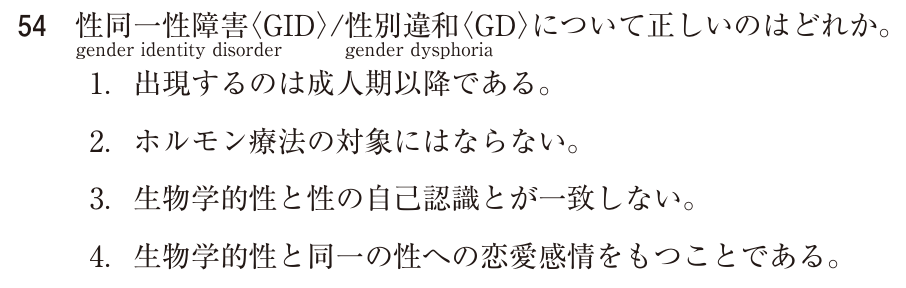 54 性同一性障害〈GID〉/性別違和〈GD〉について正しいのはどれか。
gender identity disorder gender dysphoria
1. 出現するのは成人期以降である。
2. ホルモン療法の対象にはならない。
3. 生物学的性と性の自己認識とが一致しない。
4. 生物学的性と同一の性への恋愛感情をもつことである。